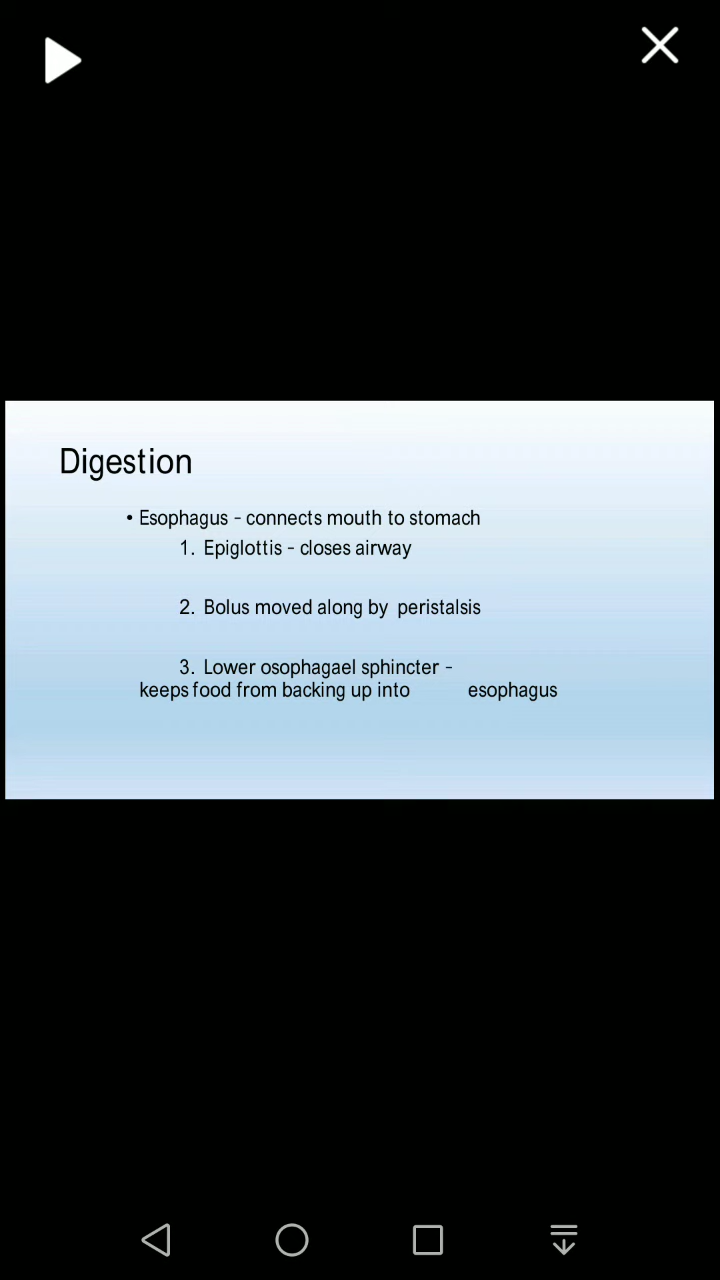 Digestion
• Esophagus – connects mouth to stomach
1. Epiglottis – closes airway
2. Bolus moved along by peristalsis
3. Lower osophagael sphincter –
keeps food from backing up into esophagus